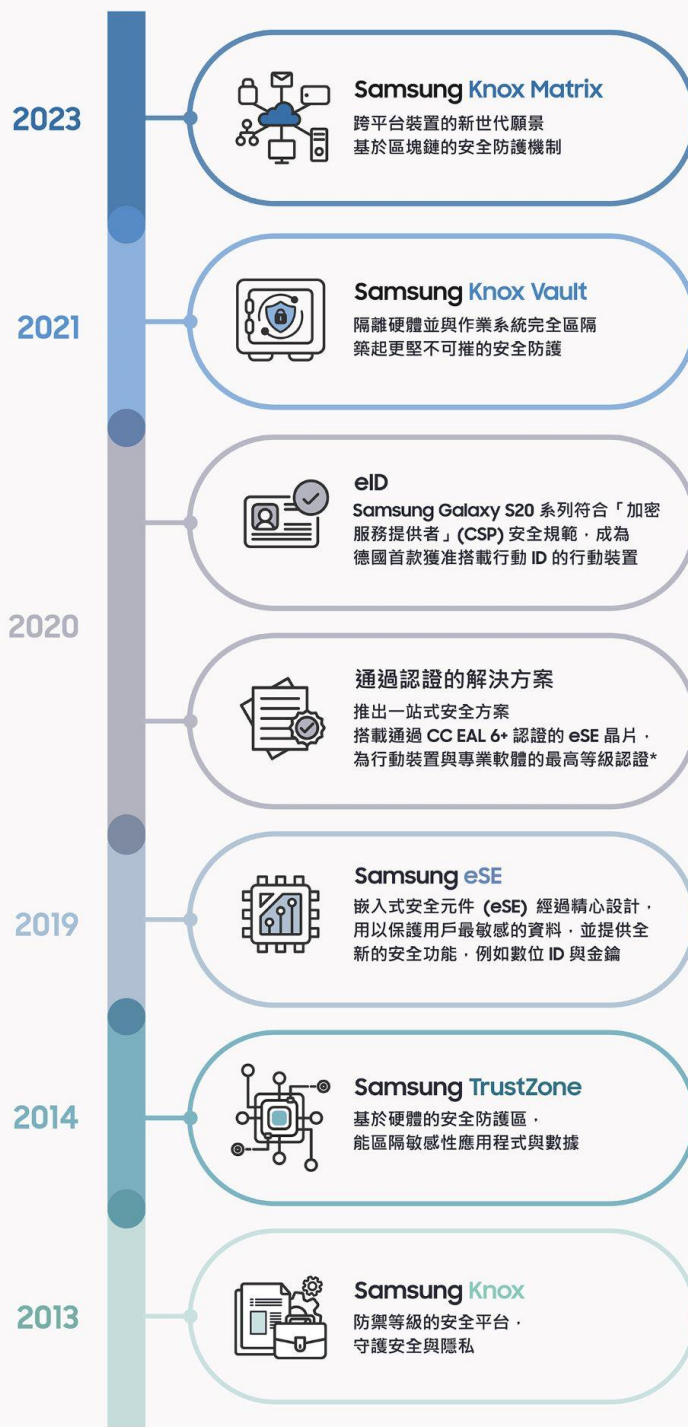 2023
Samsung Knox Matrix
跨平台裝置的新世代願景
基於區塊鏈的安全防護機制
2021
Samsung Knox Vault
隔離硬體並與作業系統完全區隔
築起更堅不可摧的安全防護
2020
eID
Samsung Galaxy S20 系列符合「加密
服務提供者」(CSP) 安全規範，成為
德國首款獲准搭載行動 ID 的行動裝置
通過認證的解決方案
推出一站式安全方案
搭載通過 CC EAL 6+ 認證的 eSE 晶片，
為行動裝置與專業軟體的最高等級認證*
2019
Samsung eSE
嵌入式安全元件 (eSE) 經過精心設計，
用以保護用戶最敏感的資料，並提供全
新的安全功能，例如數位 ID 與金鑰
2014
Samsung TrustZone
基於硬體的安全防護區，
能區隔敏感性應用程式與數據
2013
Samsung Knox
防禦等級的安全平台，
守護安全與隱私